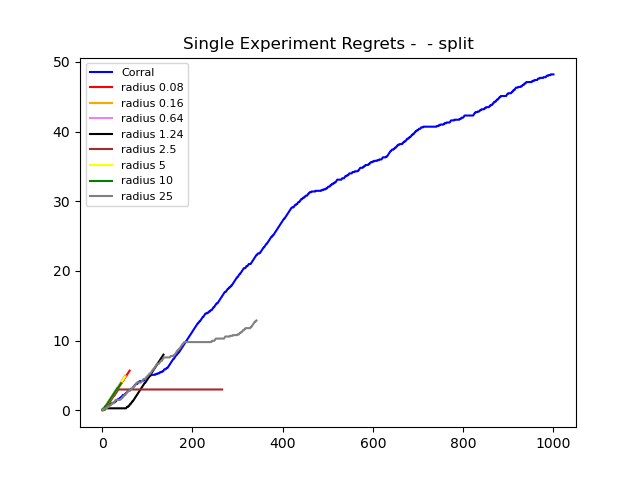 Single Experiment Regrets -  - split
50
40
30
20
10
0
Corral
radius 0.08
radius 0.16
radius 0.64
radius 1.24
radius 2.5
radius 5
radius 10
radius 25
0 200 400 600 800 1000